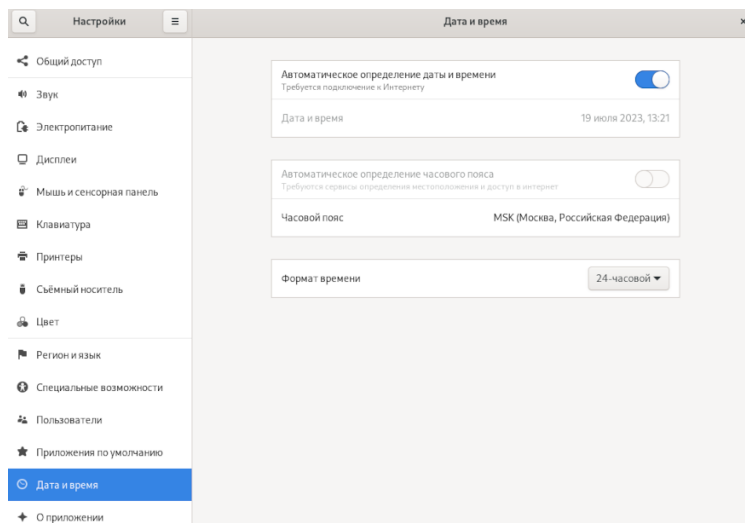 Настройки
Дата и время
Общий доступ
Звук
Электропитание
Дисплеи
Мышь и сенсорная панель
Клавиатура
Принтеры
Съёмный носитель
Цвет
Регион и язык
Специальные возможности
Пользователи
Приложения по умолчанию
Дата и время
О приложении
Автоматическое определение даты и времени
Требуется подключение к Интернету
Дата и время 19 июля 2023, 13:21
Автоматическое определение часового пояса
Требуются сервисы определения местоположения и доступ в интернет
Часовой пояс MSK (Москва, Российская Федерация)
Формат времени 24-часовой